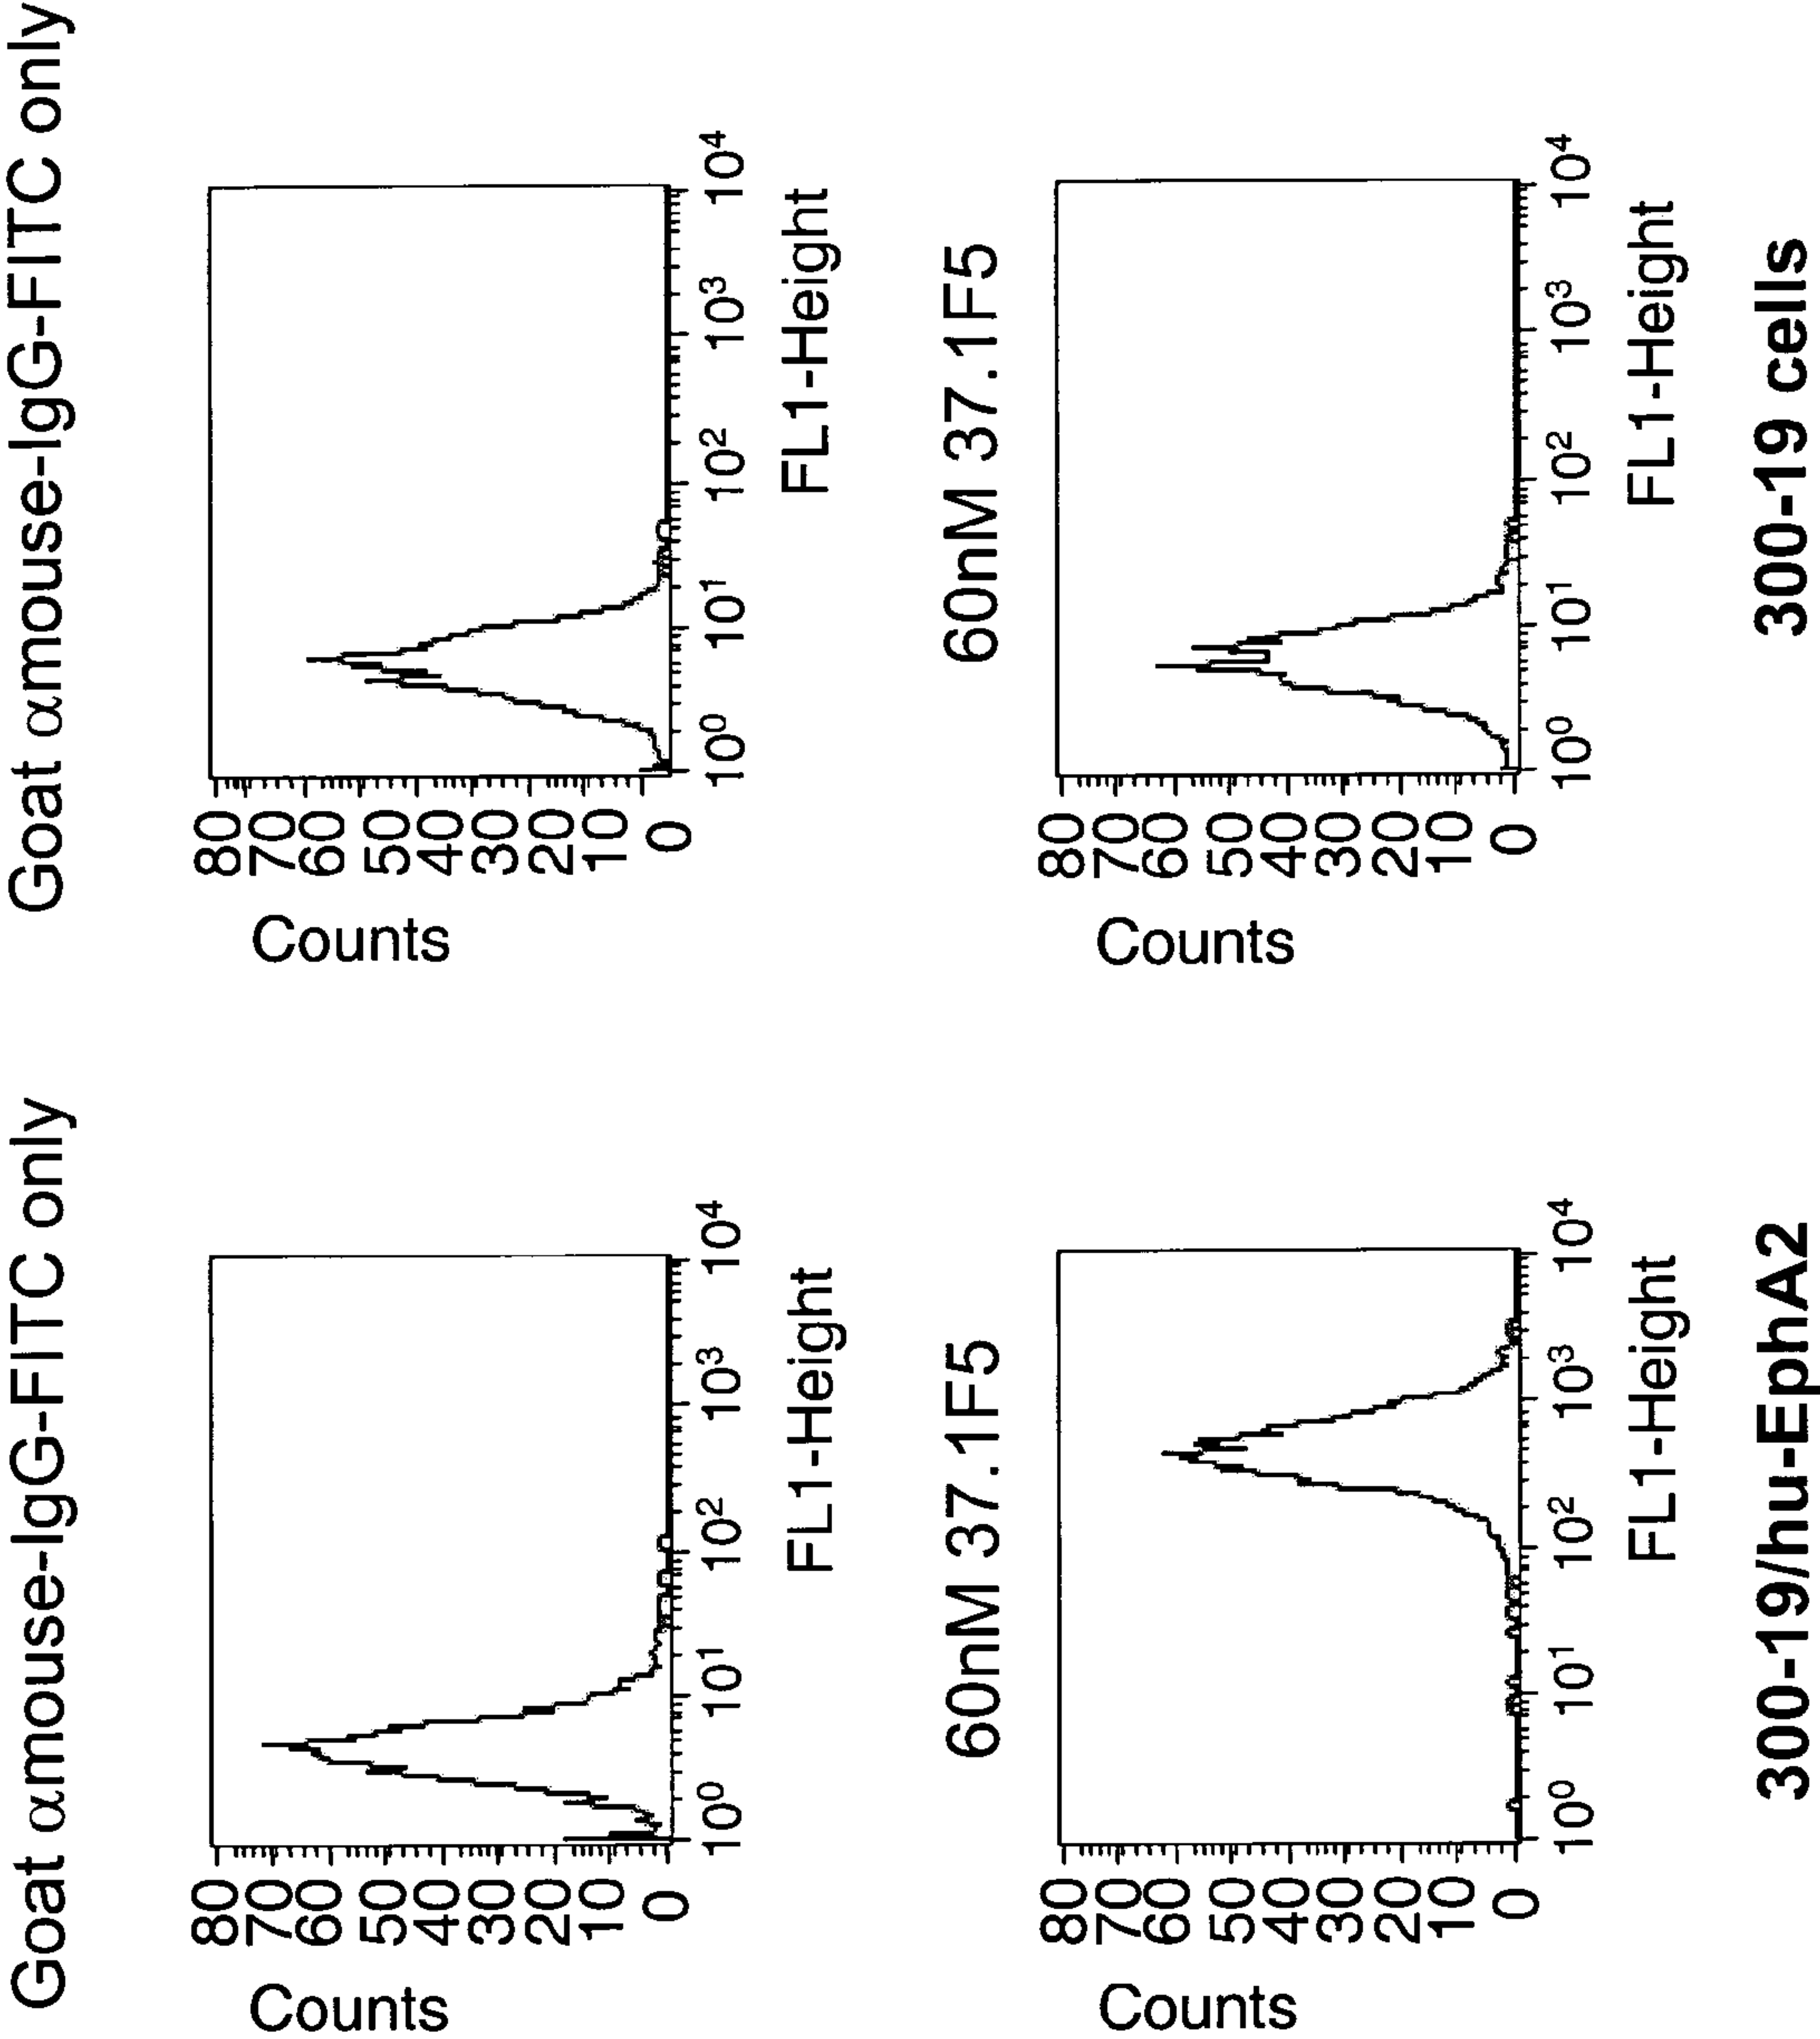 Goat αmouse-IgG-FITC only
Counts
80
70
60
50
40
30
20
10
0
10⁰ 10¹ 10² 10³ 10⁴
FL1-Height
60nM 37.1F5
Counts
80
70
60
50
40
30
20
10
0
10⁰ 10¹ 10² 10³ 10⁴
FL1-Height
300-19/hu-EphA2
Goat αmouse-IgG-FITC only
Counts
80
70
60
50
40
30
20
10
0
10⁰ 10¹ 10² 10³ 10⁴
FL1-Height
60nM 37.1F5
Counts
80
70
60
50
40
30
20
10
0
10⁰ 10¹ 10² 10³ 10⁴
FL1-Height
300-19 cells